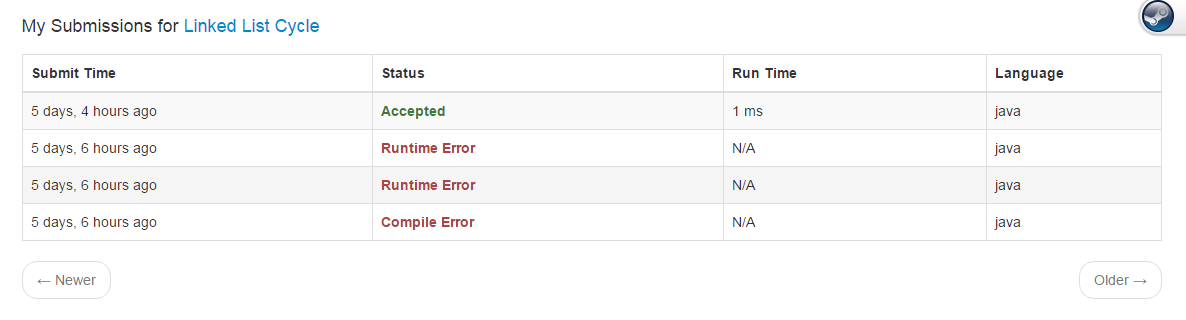 My Submissions for Linked List Cycle
Submit Time Status Run Time Language
5 days, 4 hours ago Accepted 1 ms java
5 days, 6 hours ago Runtime Error N/A java
5 days, 6 hours ago Runtime Error N/A java
5 days, 6 hours ago Compile Error N/A java
← Newer Older →